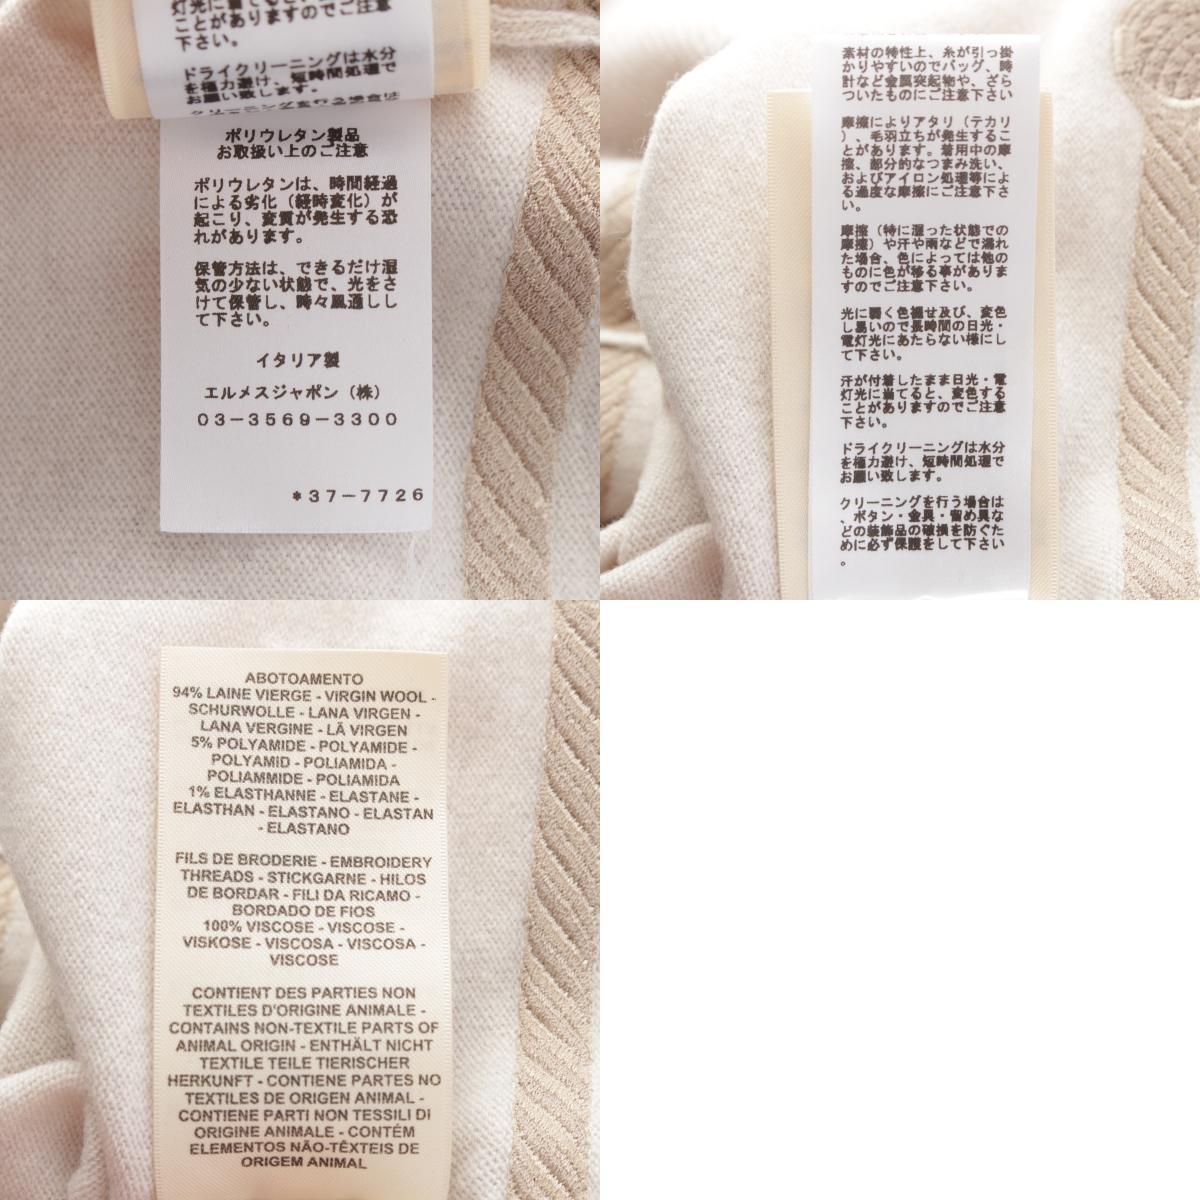 灯光に当てると、変色する
ことがありますのでご注意
下さい。
ドライクリーニングは水分
を極力避け、短時間処理で
お願い致します。
クリーニングを行う場合は
ポリウレタン製品
お取扱い上のご注意
ポリウレタンは、時間経過
による劣化（経時変化）が
起こり、変質が発生する恐
れがあります。
保管方法は、できるだけ湿
気の少ない状態で、光をさ
けて保管し、時々風通しし
て下さい。
イタリア製
エルメスジャポン（株）
03-3569-3300
*37-7726
素材の特性上、糸が引っ掛
かりやすいのでバッグ、時
計など金属突起物や、ざら
ついたものにご注意下さい
摩擦によりアタリ（テカリ
）、毛羽立ちが発生するこ
とがあります。着用中の摩
擦、部分的なつまみ洗い、
およびアイロン処理等によ
る過度な摩擦にご注意下さ
い。
摩擦（特に湿った状態での
摩擦）や汗や雨などで濡れ
た場合、色によっては他の
ものに色が移る事がありま
すのでご注意下さい。
光に弱く色褪せ及び、変色
し易いので長時間の日光・
電灯光にあたらない様にし
て下さい。
汗が付着したまま日光・電
灯光に当てると、変色する
ことがありますのでご注意
下さい。
ドライクリーニングは水分
を極力避け、短時間処理で
お願い致します。
クリーニングを行う場合は
、ボタン・金具・留め具な
どの装飾品の破損を防ぐた
めに必ず保護をして下さい
。
ABOTOAMENTO
94% LAINE VIERGE - VIRGIN WOOL -
SCHURWOLLE - LANA VIRGEN -
LANA VERGINE - LÃ VIRGEN
5% POLYAMIDE - POLYAMIDE -
POLYAMID - POLIAMIDA -
POLIAMMIDE - POLIAMIDA
1% ELASTHANNE - ELASTANE -
ELASTHAN - ELASTANO - ELASTAN
- ELASTANO
FILS DE BRODERIE - EMBROIDERY
THREADS - STICKGARNE - HILOS
DE BORDAR - FILI DA RICAMO -
BORDADO DE FIOS
100% VISCOSE - VISCOSE -
VISKOSE - VISCOSA - VISCOSA -
VISCOSE
CONTIENT DES PARTIES NON
TEXTILES D'ORIGINE ANIMALE -
CONTAINS NON-TEXTILE PARTS OF
ANIMAL ORIGIN - ENTHÄLT NICHT
TEXTILE TEILE TIERISCHER
HERKUNFT - CONTIENE PARTES NO
TEXTILES DE ORIGEN ANIMAL -
CONTIENE PARTI NON TESSILI DI
ORIGINE ANIMALE - CONTÉM
ELEMENTOS NÃO-TÊXTEIS DE
ORIGEM ANIMAL